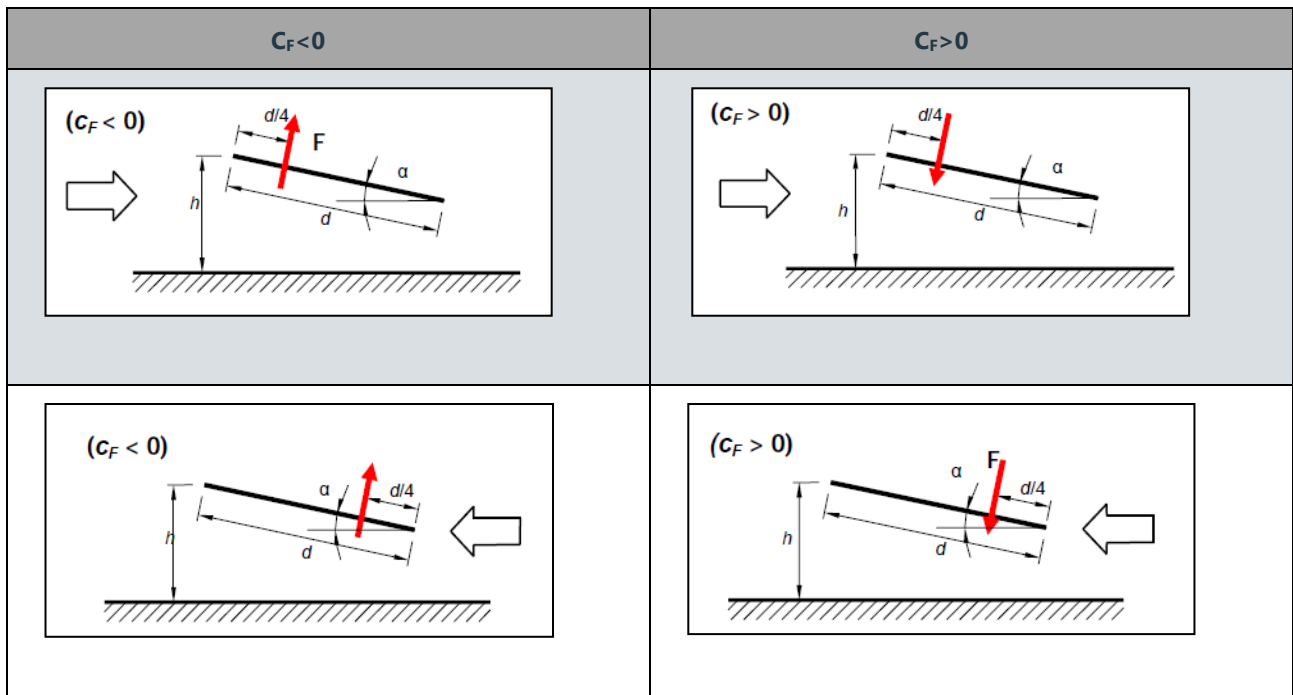 CF<0
CF>0
(cF < 0)
d/4
F
α
h
d
(cF > 0)
d/4
α
h
d
(cF < 0)
α
d/4
h
d
(cF > 0)
F
α
d/4
h
d